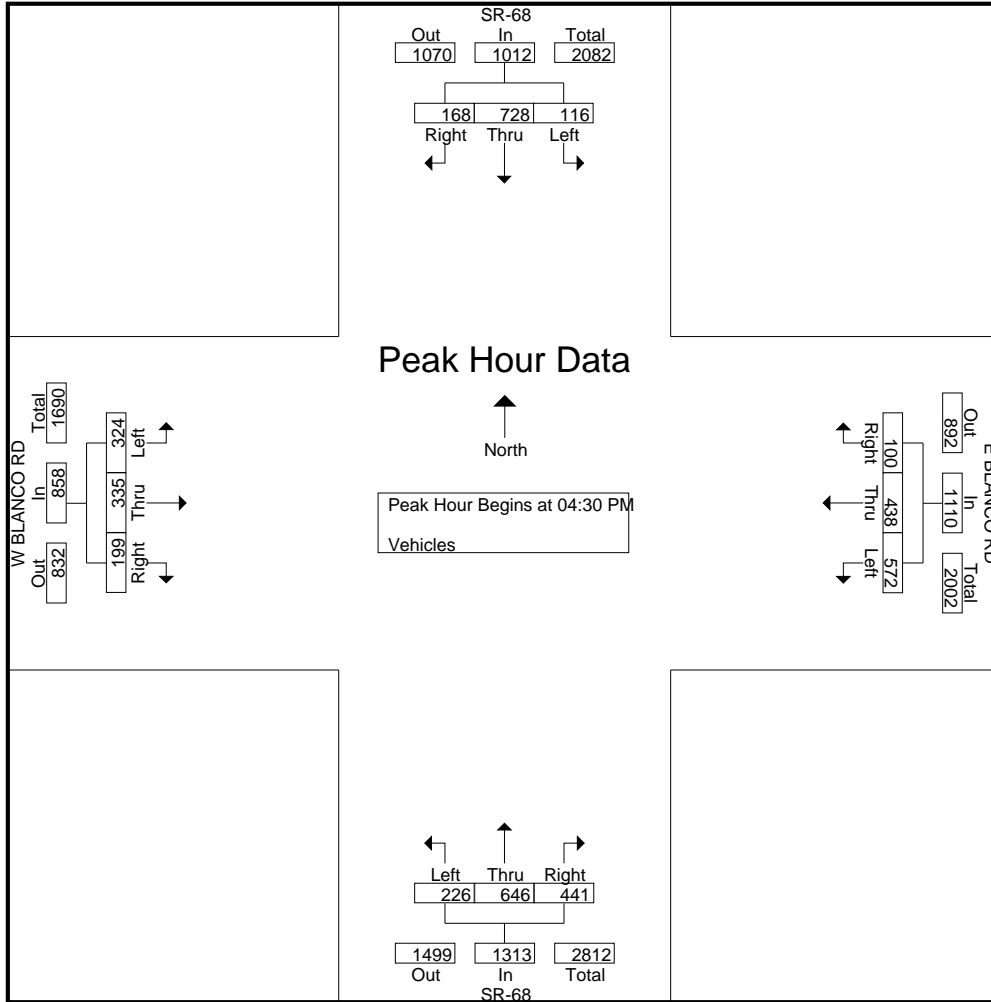 SR-68
Out In Total
1070 1012 2082
168 728 116
Right Thru Left
Peak Hour Data
North
Peak Hour Begins at 04:30 PM
Vehicles
W BLANCO RD
Out In Total
832 858 1690
324 335 199
Left Thru Right
E BLANCO RD
Out In Total
892 1110 2002
100 438 572
Right Thru Left
Left Thru Right
226 646 441
1499 1313 2812
Out In Total
SR-68